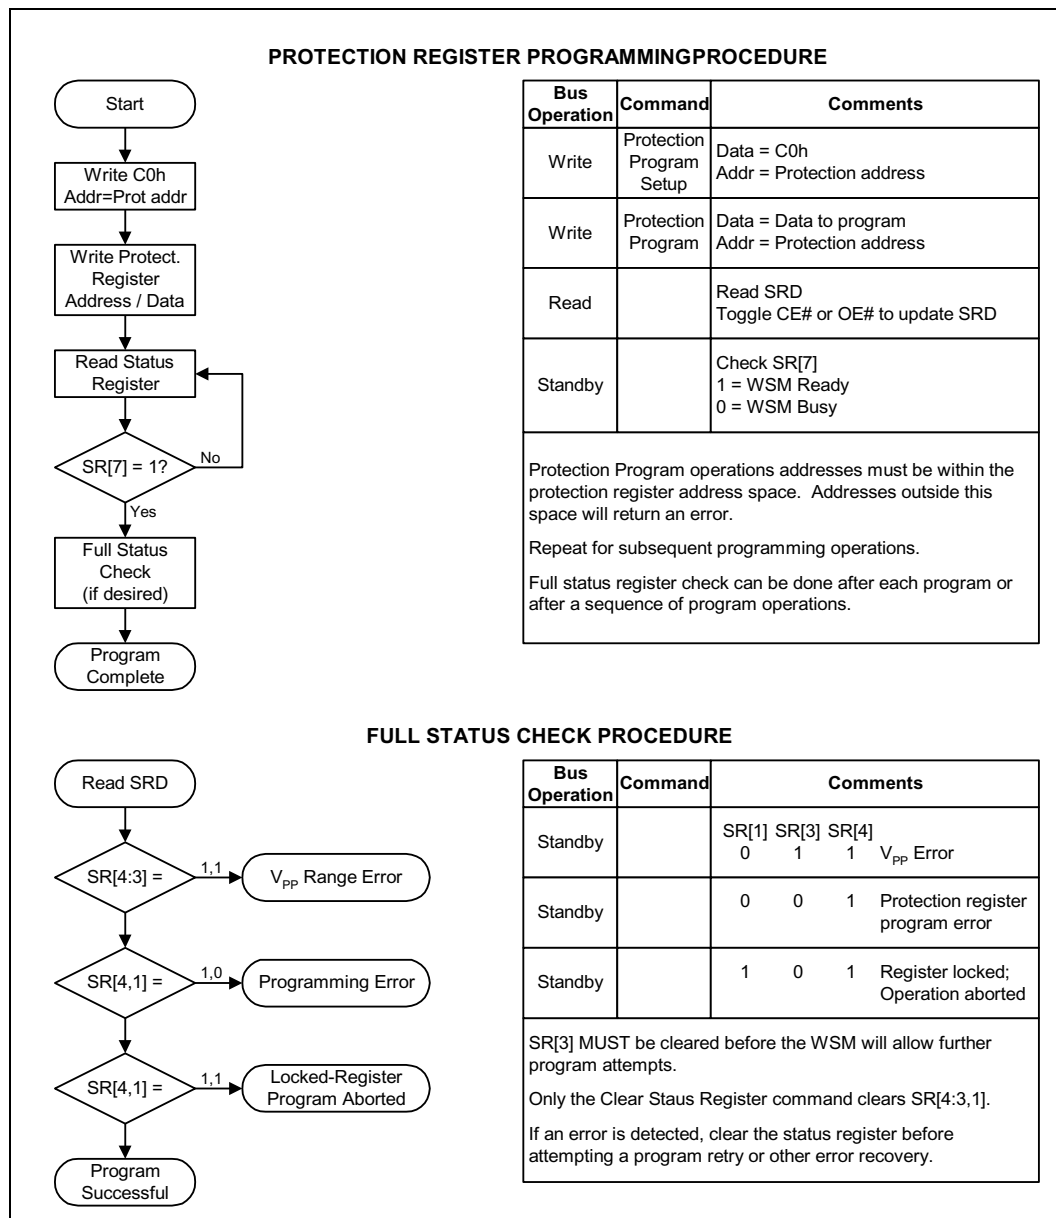 PROTECTION REGISTER PROGRAMMINGPROCEDURE
Start
Write C0h
Addr=Prot addr
Write Protect.
Register
Address / Data
Read Status
Register
SR[7] = 1?
No
Yes
Full Status
Check
(if desired)
Program
Complete
Bus
Operation
Command
Comments
Write
Protection
Program
Setup
Data = C0h
Addr = Protection address
Write
Protection
Program
Data = Data to program
Addr = Protection address
Read
Read SRD
Toggle CE# or OE# to update SRD
Standby
Check SR[7]
1 = WSM Ready
0 = WSM Busy
Protection Program operations addresses must be within the
protection register address space. Addresses outside this
space will return an error.
Repeat for subsequent programming operations.
Full status register check can be done after each program or
after a sequence of program operations.
FULL STATUS CHECK PROCEDURE
Read SRD
SR[4:3] =
1,1
VPP Range Error
SR[4,1] =
1,0
Programming Error
SR[4,1] =
1,1
Locked-Register
Program Aborted
Program
Successful
Bus
Operation
Command
Comments
Standby
SR[1] SR[3] SR[4]
0 1 1 VPP Error
Standby
0 0 1 Protection register
program error
Standby
1 0 1 Register locked;
Operation aborted
SR[3] MUST be cleared before the WSM will allow further
program attempts.
Only the Clear Staus Register command clears SR[4:3,1].
If an error is detected, clear the status register before
attempting a program retry or other error recovery.